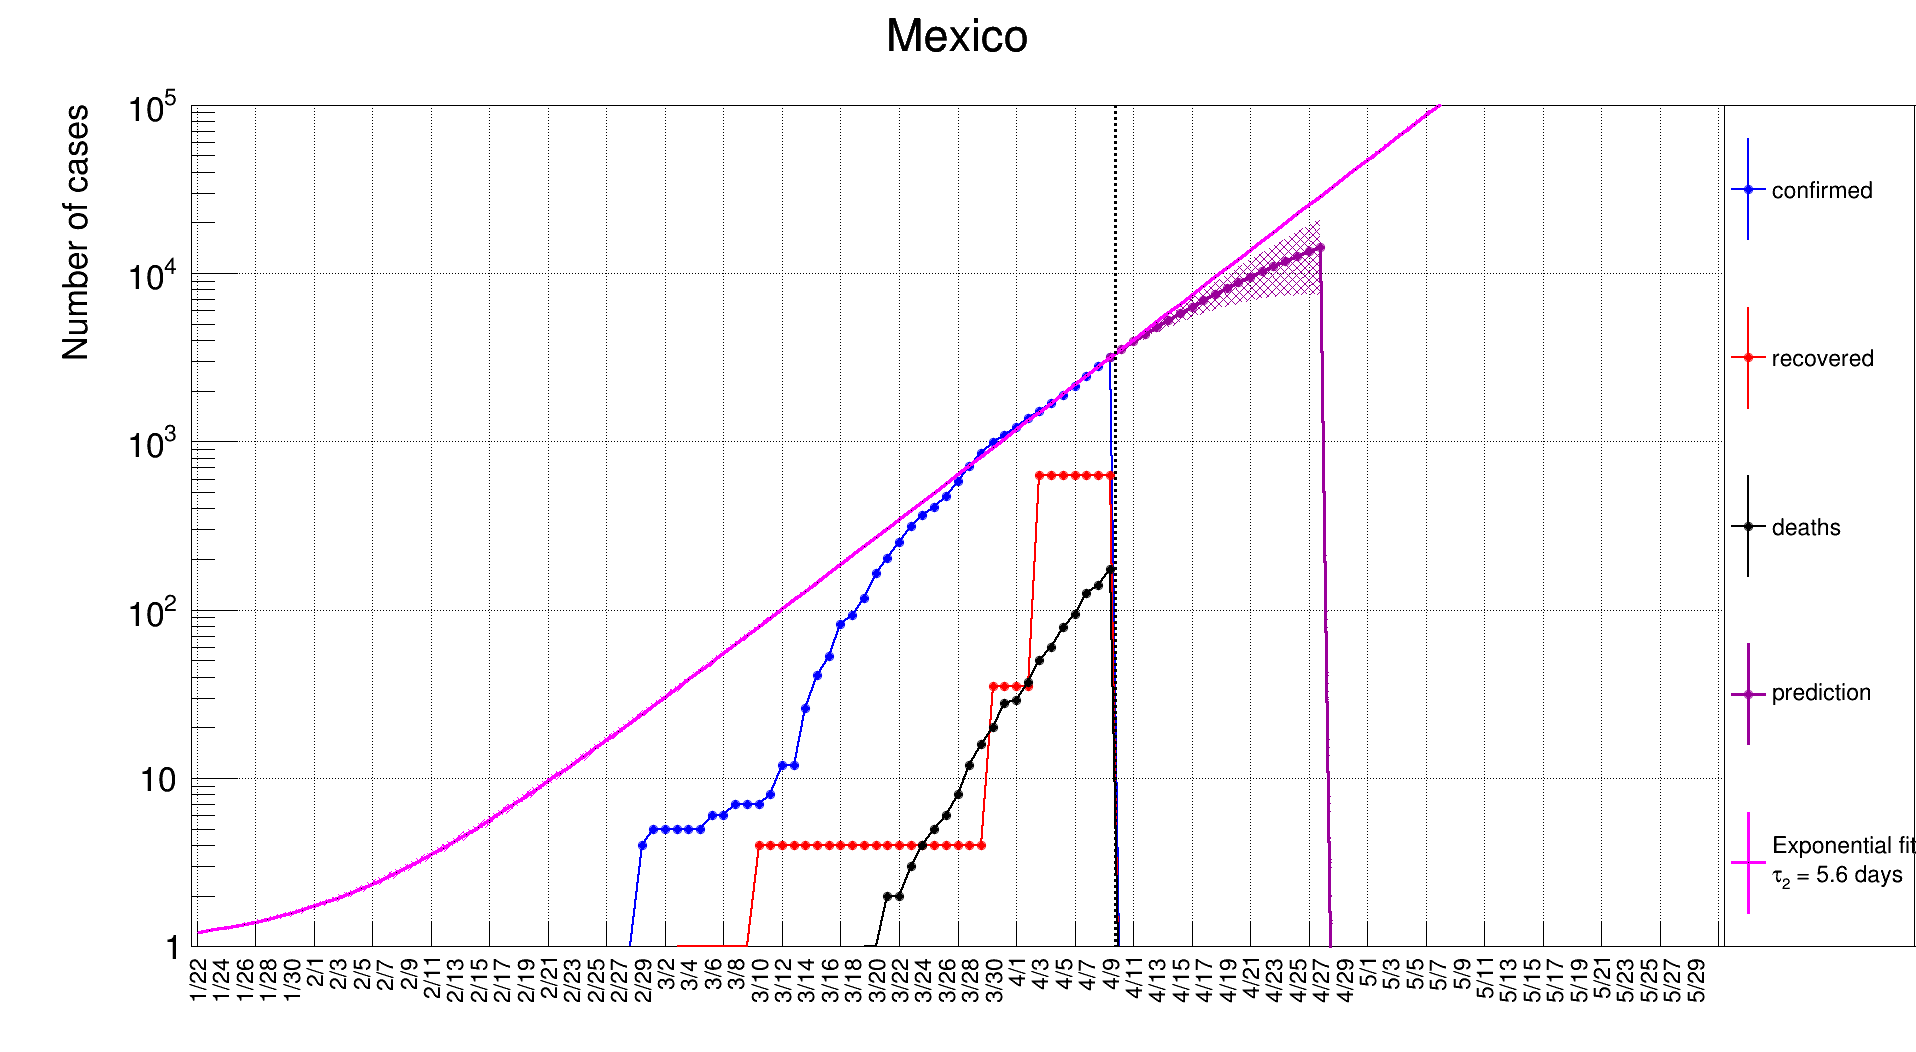 Mexico
Number of cases
10^5
10^4
10^3
10^2
10
1
1/22 1/24 1/26 1/28 1/30 2/1 2/3 2/5 2/7 2/9 2/11 2/13 2/15 2/17 2/19 2/21 2/23 2/25 2/27 2/29 3/2 3/4 3/6 3/8 3/10 3/12 3/14 3/16 3/18 3/20 3/22 3/24 3/26 3/28 3/30 4/1 4/3 4/5 4/7 4/9 4/11 4/13 4/15 4/17 4/19 4/21 4/23 4/25 4/27 4/29 5/1 5/3 5/5 5/7 5/9 5/11 5/13 5/15 5/17 5/19 5/21 5/23 5/25 5/27 5/29
confirmed
recovered
deaths
prediction
Exponential fit
τ₂ = 5.6 days